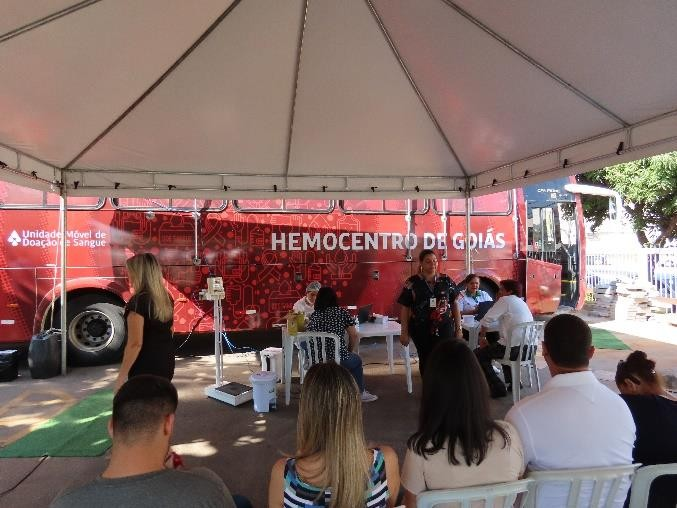 Unidade Móvel de
Doação de Sangue
HEMOCENTRO DE GOIÁS